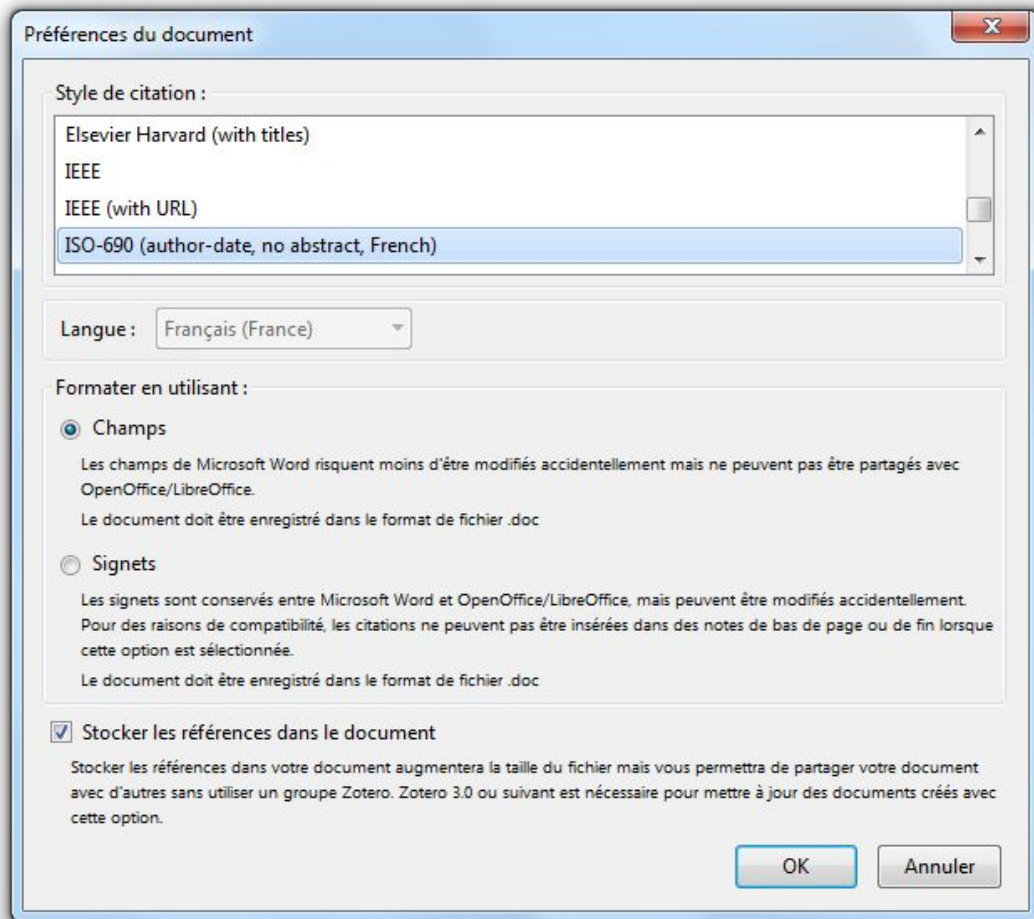 Préférences du document
Style de citation :
Elsevier Harvard (with titles)
IEEE
IEEE (with URL)
ISO-690 (author-date, no abstract, French)
Langue : Français (France)
Formater en utilisant :
Champs
Les champs de Microsoft Word risquent moins d'être modifiés accidentellement mais ne peuvent pas être partagés avec
OpenOffice/LibreOffice.
Le document doit être enregistré dans le format de fichier .doc
Signets
Les signets sont conservés entre Microsoft Word et OpenOffice/LibreOffice, mais peuvent être modifiés accidentellement.
Pour des raisons de compatibilité, les citations ne peuvent pas être insérées dans des notes de bas de page ou de fin lorsque
cette option est sélectionnée.
Le document doit être enregistré dans le format de fichier .doc
Stocker les références dans le document
Stocker les références dans votre document augmentera la taille du fichier mais vous permettra de partager votre document
avec d'autres sans utiliser un groupe Zotero. Zotero 3.0 ou suivant est nécessaire pour mettre à jour des documents créés avec
cette option.
OK Annuler